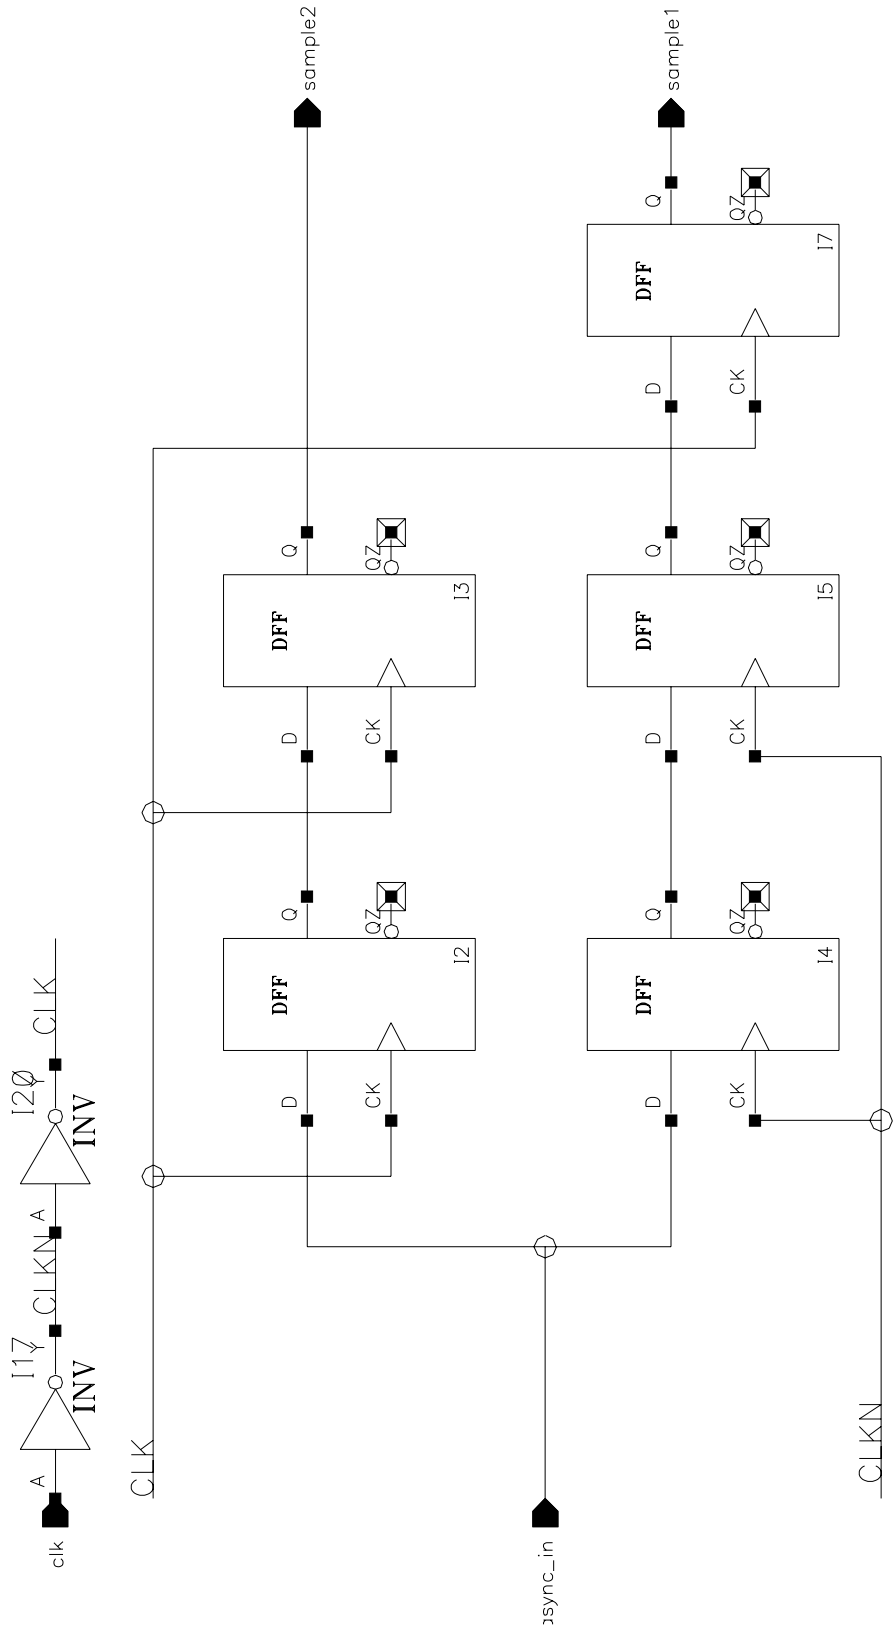 I17 I20
Y Y
A CLKN A CLK
clk
INV INV
CLK
DFF DFF
D Q D Q
sample2
CK QZ CK QZ
I2 I3
async_in
DFF DFF DFF
D Q D Q D Q
sample1
CK QZ CK QZ CK QZ
I4 I5 I7
CLKN